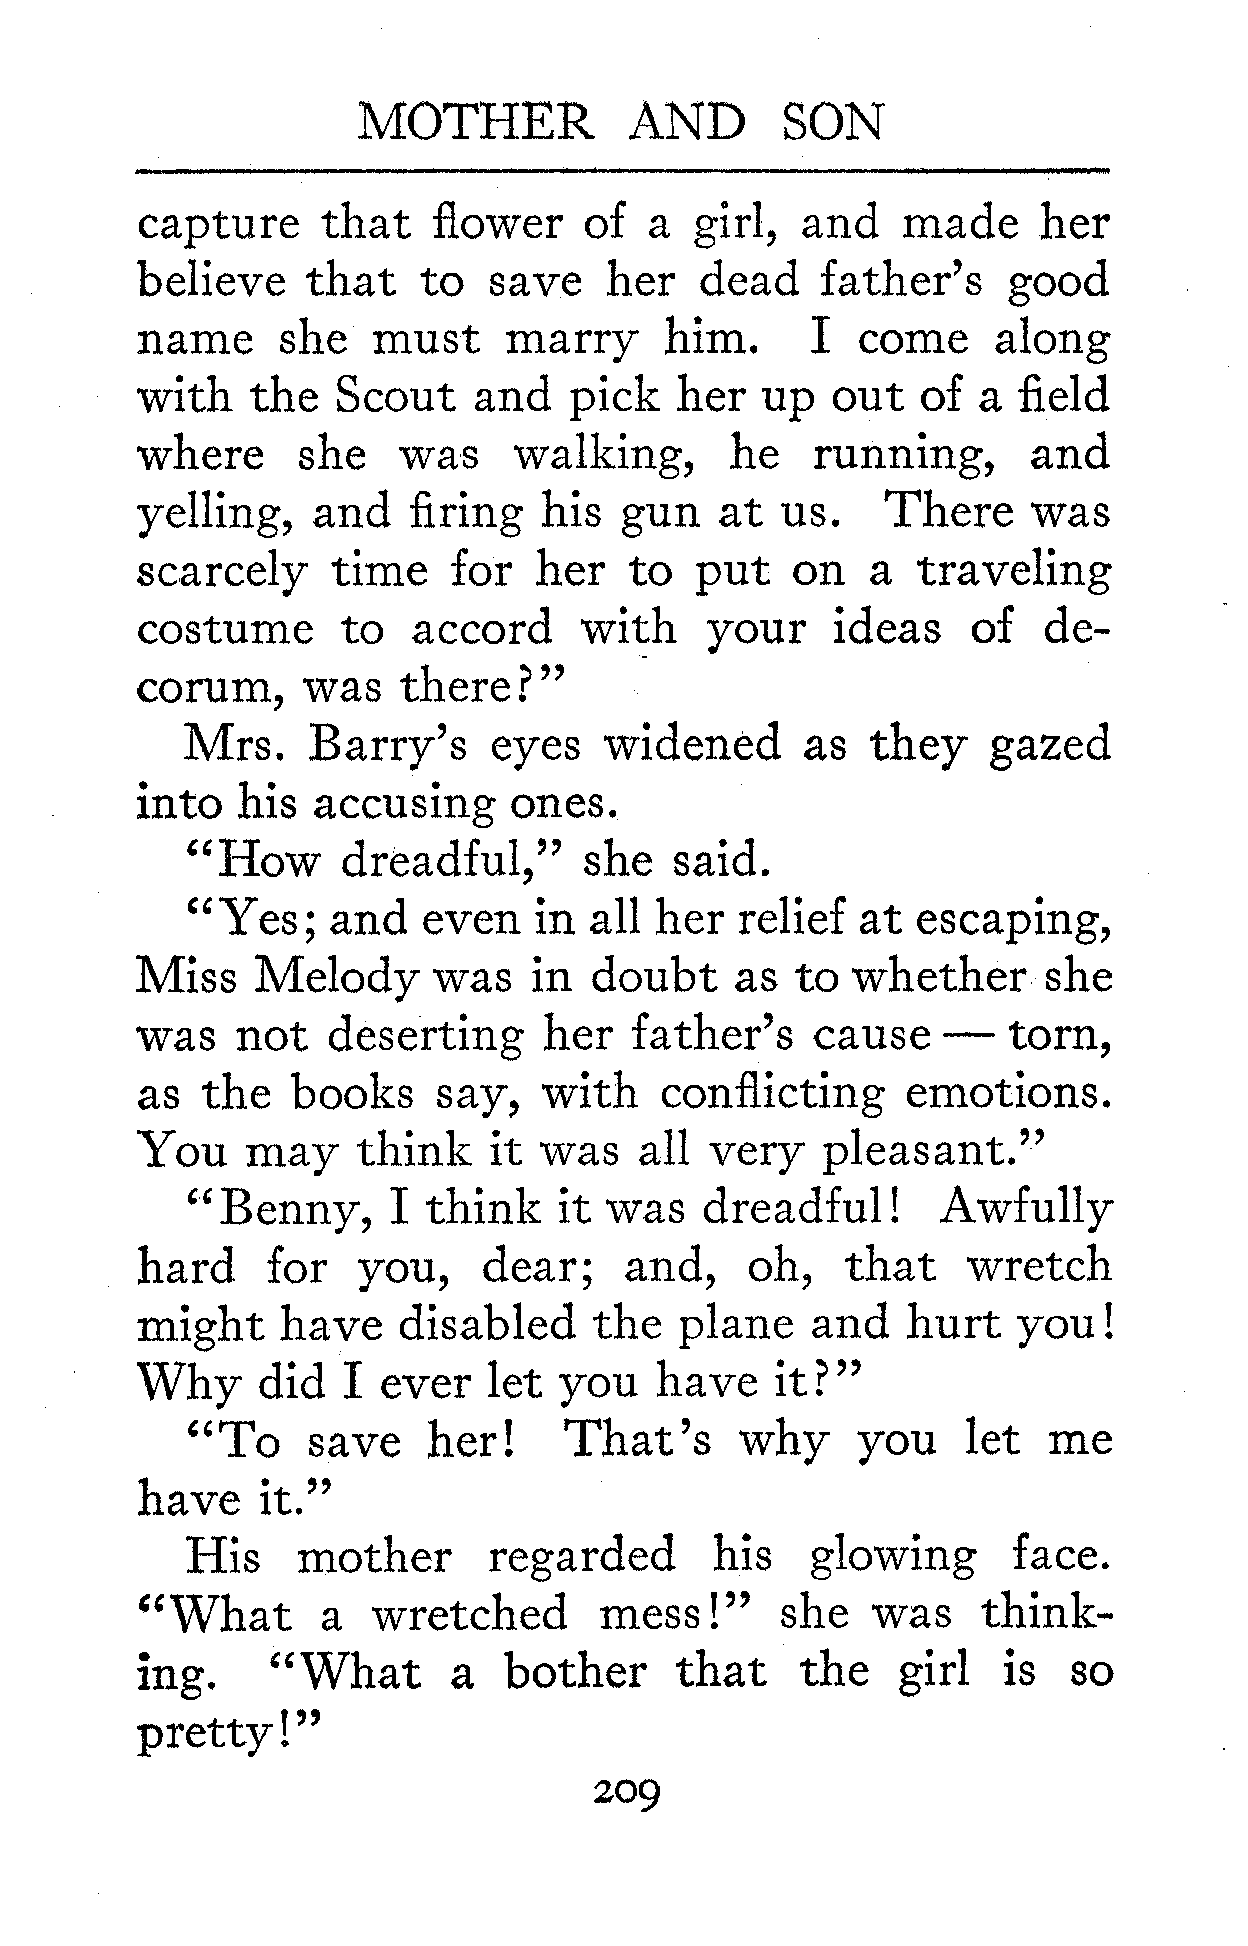 MOTHER AND SON
capture that flower of a girl, and made her
believe that to save her dead father's good
name she must marry him. I come along
with the Scout and pick her up out of a field
where she was walking, he running, and
yelling, and firing his gun at us. There was
scarcely time for her to put on a traveling
costume to accord with your ideas of de-
corum, was there?"
Mrs. Barry's eyes widened as they gazed
into his accusing ones.
"How dreadful," she said.
"Yes; and even in all her relief at escaping,
Miss Melody was in doubt as to whether she
was not deserting her father's cause — torn,
as the books say, with conflicting emotions.
You may think it was all very pleasant."
"Benny, I think it was dreadful! Awfully
hard for you, dear; and, oh, that wretch
might have disabled the plane and hurt you!
Why did I ever let you have it?"
"To save her! That's why you let me
have it."
His mother regarded his glowing face.
"What a wretched mess!" she was think-
ing. "What a bother that the girl is so
pretty!"
209